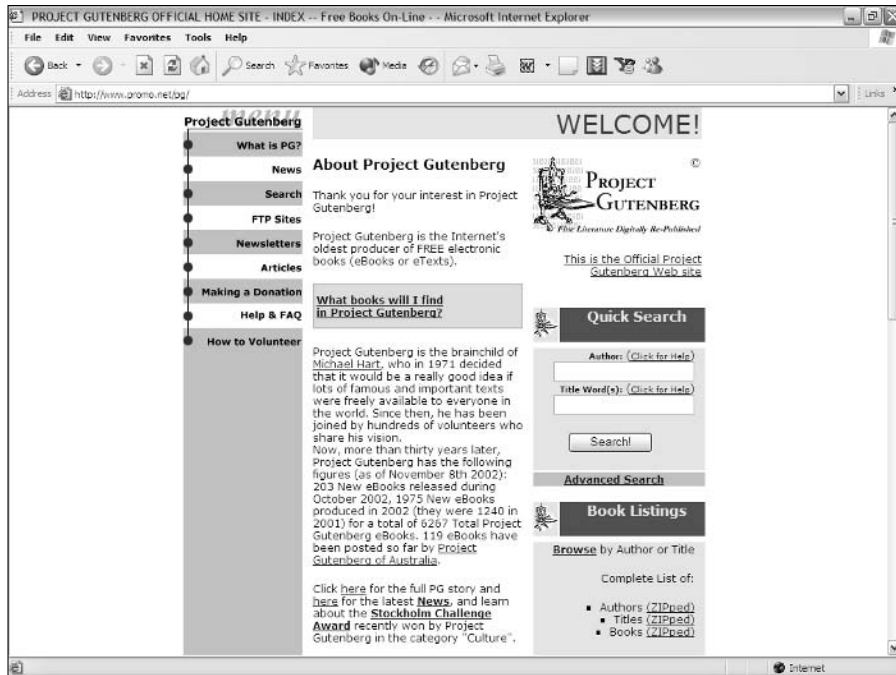 PROJECT GUTENBERG OFFICIAL HOME SITE - INDEX -- Free Books On-Line - - Microsoft Internet Explorer
File Edit View Favorites Tools Help
Back Search Favorites Media
Address http://www.promo.net/pg/ Links
menu
Project Gutenberg
What is PG?
News
Search
FTP Sites
Newsletters
Articles
Making a Donation
Help & FAQ
How to Volunteer
About Project Gutenberg
Thank you for your interest in Project
Gutenberg!
Project Gutenberg is the Internet's
oldest producer of FREE electronic
books (eBooks or eTexts).
What books will I find
in Project Gutenberg?
Project Gutenberg is the brainchild of
Michael Hart, who in 1971 decided
that it would be a really good idea if
lots of famous and important texts
were freely available to everyone in
the world. Since then, he has been
joined by hundreds of volunteers who
share his vision.
Now, more than thirty years later,
Project Gutenberg has the following
figures (as of November 8th 2002):
203 New eBooks released during
October 2002, 1975 New eBooks
produced in 2002 (they were 1240 in
2001) for a total of 6267 Total Project
Gutenberg eBooks. 119 eBooks have
been posted so far by Project
Gutenberg of Australia.
Click here for the full PG story and
here for the latest News, and learn
about the Stockholm Challenge
Award recently won by Project
Gutenberg in the category "Culture".
WELCOME!
©
PROJECT
GUTENBERG
Fine Literature Digitally Re-Published
This is the Official Project
Gutenberg Web site
Quick Search
Author: (Click for Help)
Title Word(s): (Click for Help)
Search!
Advanced Search
Book Listings
Browse by Author or Title
Complete List of:
Authors (ZIPped)
Titles (ZIPped)
Books (ZIPped)
Internet